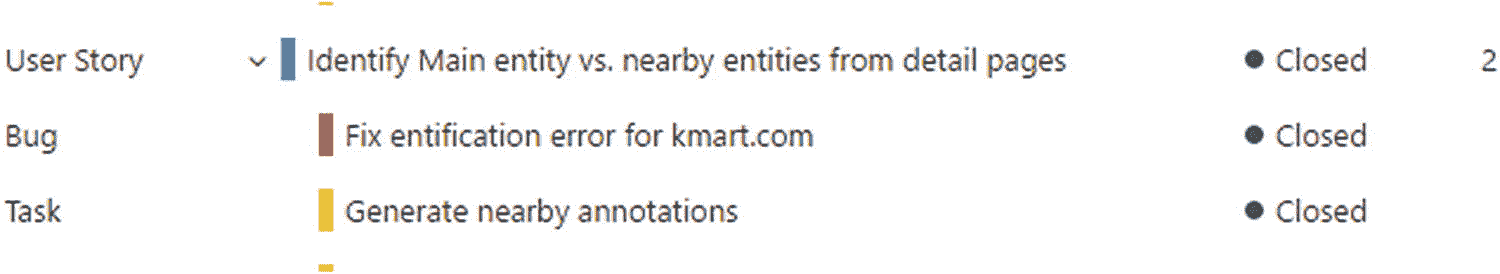 User Story Identify Main entity vs. nearby entities from detail pages Closed 2
Bug Fix entification error for kmart.com Closed
Task Generate nearby annotations Closed